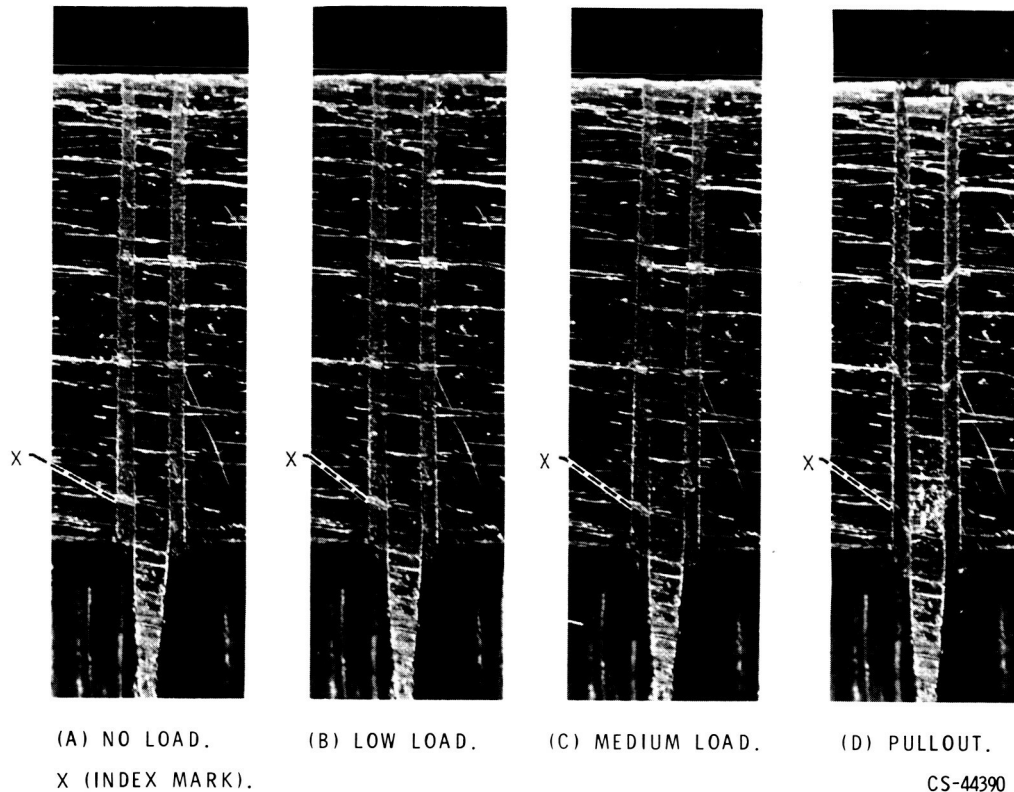 X
X
X
X
(A) NO LOAD.
(B) LOW LOAD.
(C) MEDIUM LOAD.
(D) PULLOUT.
X (INDEX MARK).
CS-44390